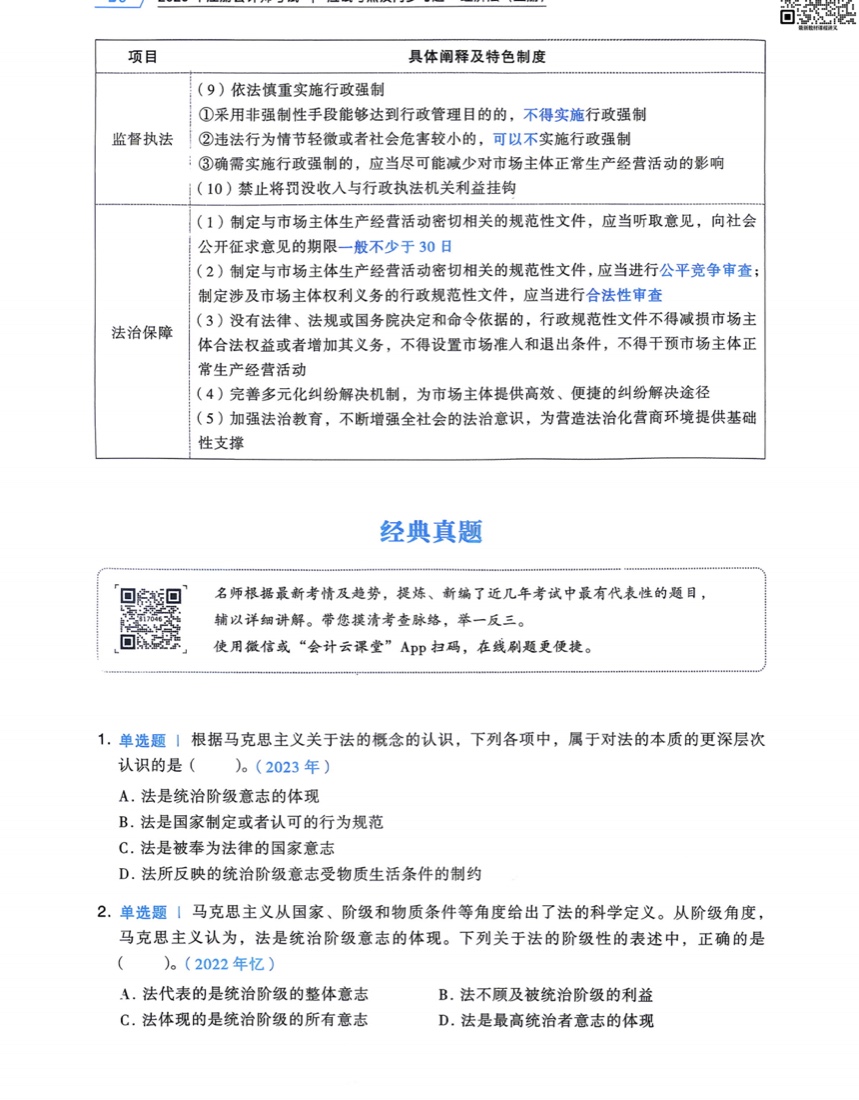 项目 具体阐释及特色制度
监督执法
（9）依法慎重实施行政强制
①采用非强制性手段能够达到行政管理目的的，不得实施行政强制
②违法行为情节轻微或者社会危害较小的，可以不实施行政强制
③确需实施行政强制的，应当尽可能减少对市场主体正常生产经营活动的影响
（10）禁止将罚没收入与行政执法机关利益挂钩
法治保障
（1）制定与市场主体生产经营活动密切相关的规范性文件，应当听取意见，向社会
公开征求意见的期限一般不少于 30 日
（2）制定与市场主体生产经营活动密切相关的规范性文件，应当进行公平竞争审查；
制定涉及市场主体权利义务的行政规范性文件，应当进行合法性审查
（3）没有法律、法规或国务院决定和命令依据的，行政规范性文件不得减损市场主
体合法权益或者增加其义务，不得设置市场准入和退出条件，不得干预市场主体正
常生产经营活动
（4）完善多元化纠纷解决机制，为市场主体提供高效、便捷的纠纷解决途径
（5）加强法治教育，不断增强全社会的法治意识，为营造法治化营商环境提供基础
性支撑
经典真题
名师根据最新考情及趋势，提炼、新编了近几年考试中最有代表性的题目，
辅以详细讲解。带您摸清考查脉络，举一反三。
使用微信或“会计云课堂”App 扫码，在线刷题更便捷。
1. 单选题 | 根据马克思主义关于法的概念的认识，下列各项中，属于对法的本质的更深层次
认识的是（　　）。（2023 年）
A. 法是统治阶级意志的体现
B. 法是国家制定或者认可的行为规范
C. 法是被奉为法律的国家意志
D. 法所反映的统治阶级意志受物质生活条件的制约
2. 单选题 | 马克思主义从国家、阶级和物质条件等角度给出了法的科学定义。从阶级角度，
马克思主义认为，法是统治阶级意志的体现。下列关于法的阶级性的表述中，正确的是
（　　）。（2022 年忆）
A. 法代表的是统治阶级的整体意志 B. 法不顾及被统治阶级的利益
C. 法体现的是统治阶级的所有意志 D. 法是最高统治者意志的体现